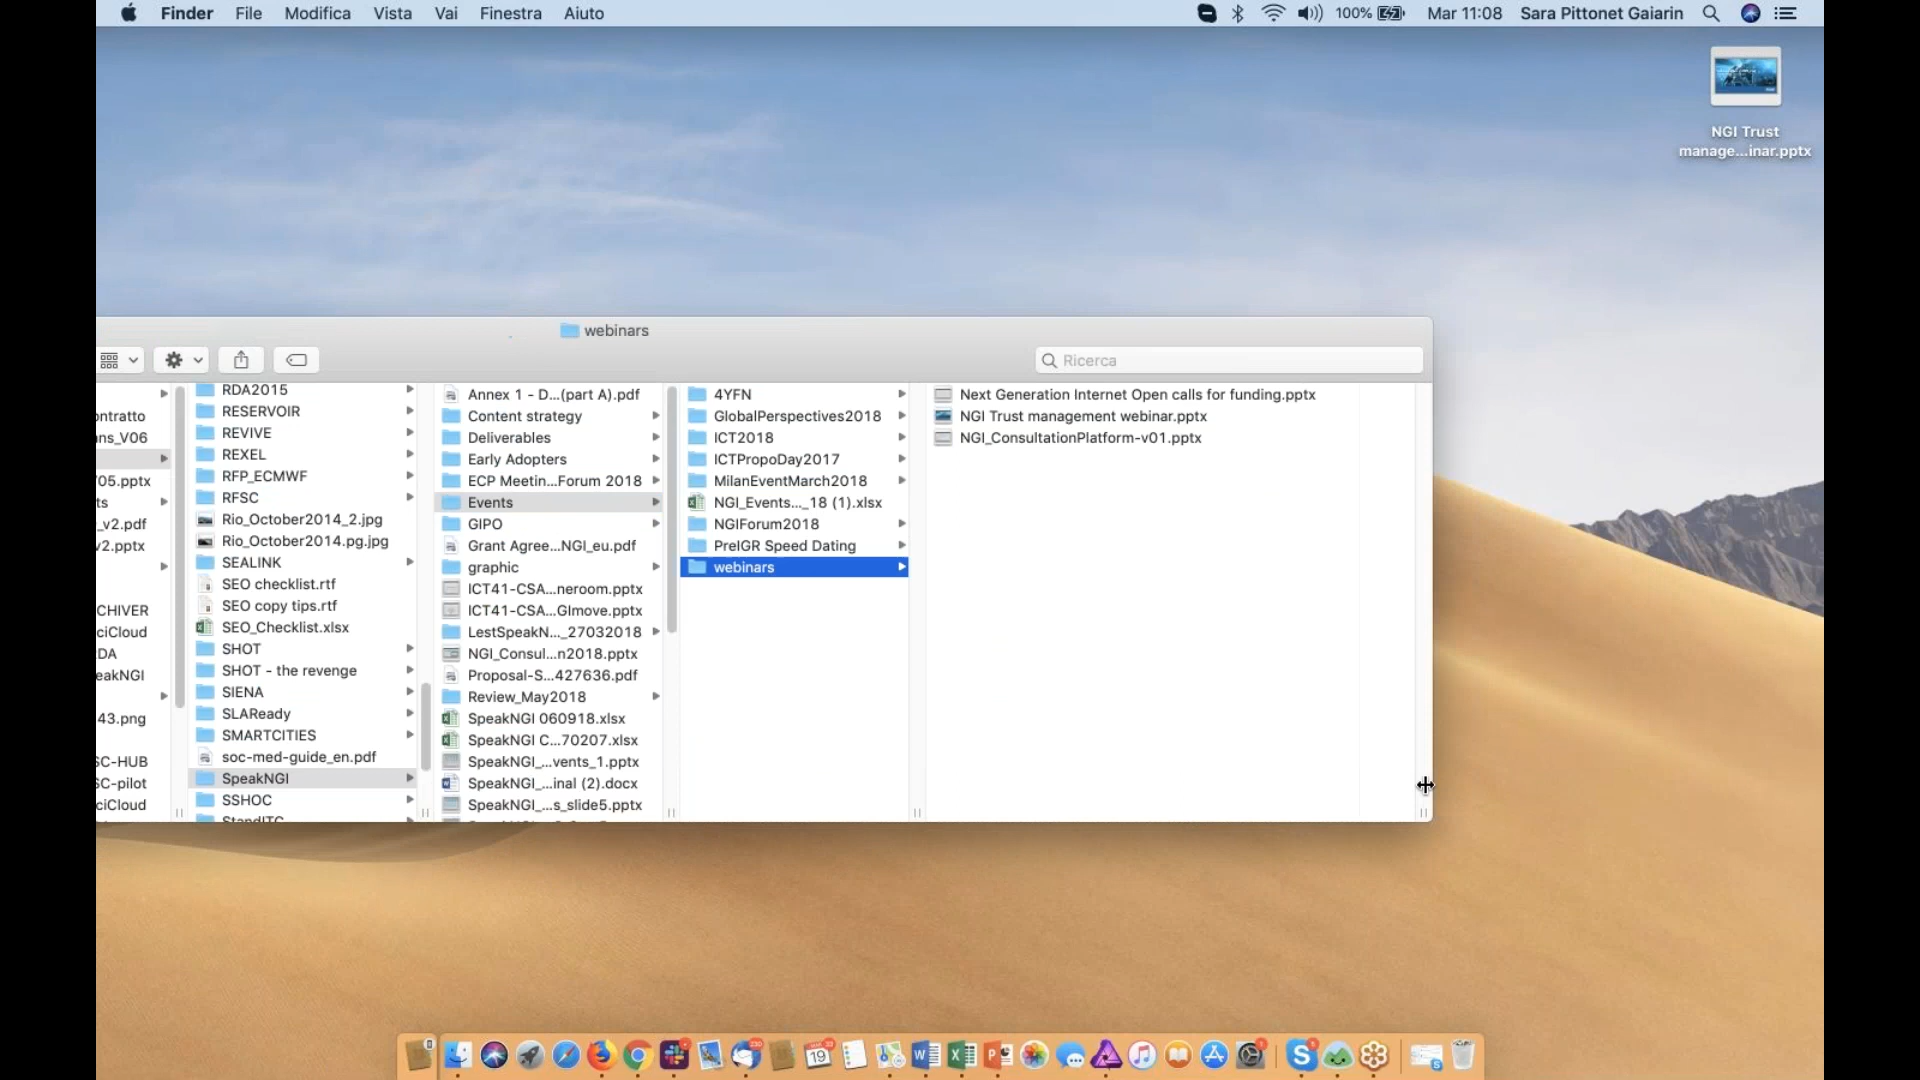 Finder File Modifica Vista Vai Finestra Aiuto 100% Mar 11:08 Sara Pittonet Gaiarin
NGI Trust
manage...inar.pptx
webinars
Ricerca
ontratto
ns_V06
05.pptx
ts
_v2.pdf
v2.pptx
CHIVER
ciCloud
DA
eakNGI
43.png
SC-HUB
SC-pilot
ciCloud
RDA2015
RESERVOIR
REVIVE
REXEL
RFP_ECMWF
RFSC
Rio_October2014_2.jpg
Rio_October2014.pg.jpg
SEALINK
SEO checklist.rtf
SEO copy tips.rtf
SEO_Checklist.xlsx
SHOT
SHOT - the revenge
SIENA
SLAReady
SMARTCITIES
soc-med-guide_en.pdf
SpeakNGI
SSHOC
StandITC
Annex 1 - D...(part A).pdf
Content strategy
Deliverables
Early Adopters
ECP Meetin...Forum 2018
Events
GIPO
Grant Agree...NGI_eu.pdf
graphic
ICT41-CSA...neroom.pptx
ICT41-CSA...GImove.pptx
LestSpeakN..._27032018
NGI_Consul...n2018.pptx
Proposal-S...427636.pdf
Review_May2018
SpeakNGI 060918.xlsx
SpeakNGI C...70207.xlsx
SpeakNGI_...vents_1.pptx
SpeakNGI_...inal (2).docx
SpeakNGI_...s_slide5.pptx
4YFN
GlobalPerspectives2018
ICT2018
ICTPropoDay2017
MilanEventMarch2018
NGI_Events..._18 (1).xlsx
NGIForum2018
PreIGR Speed Dating
webinars
Next Generation Internet Open calls for funding.pptx
NGI Trust management webinar.pptx
NGI_ConsultationPlatform-v01.pptx
19